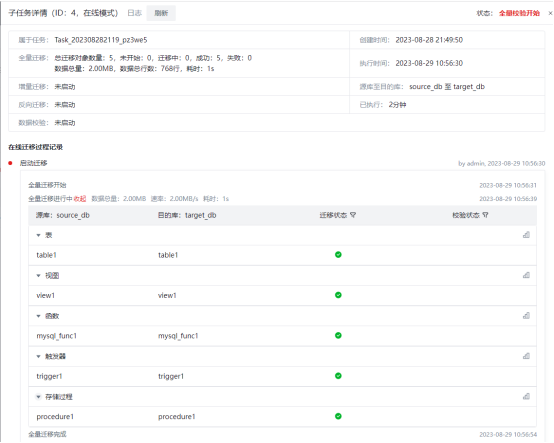 子任务详情（ID：4，在线模式） 日志 刷新 状态： 全量校验开始 ×
属于任务： Task_202308282119_pz3we5 创建时间： 2023-08-28 21:49:50
全量迁移： 总迁移对象数量：5，未开始：0，迁移中：0，成功：5，失败：0
数据总量：2.00MB，数据总行数：768行，耗时：1s 执行时间： 2023-08-29 10:56:30
增量迁移： 未启动 源库至目的库： source_db 至 target_db
反向迁移： 未启动 已执行： 2分钟
数据校验： 未启动
在线迁移过程记录
启动迁移 by admin, 2023-08-29 10:56:30
全量迁移开始 2023-08-29 10:56:31
全量迁移进行中 收起 数据总量：2.00MB 速率：2.00MB/s 耗时：1s 2023-08-29 10:56:39
源库：source_db 目的库：target_db 迁移状态 校验状态
表
table1 table1
视图
view1 view1
函数
mysql_func1 mysql_func1
触发器
trigger1 trigger1
存储过程
procedure1 procedure1
全量迁移完成 2023-08-29 10:56:54